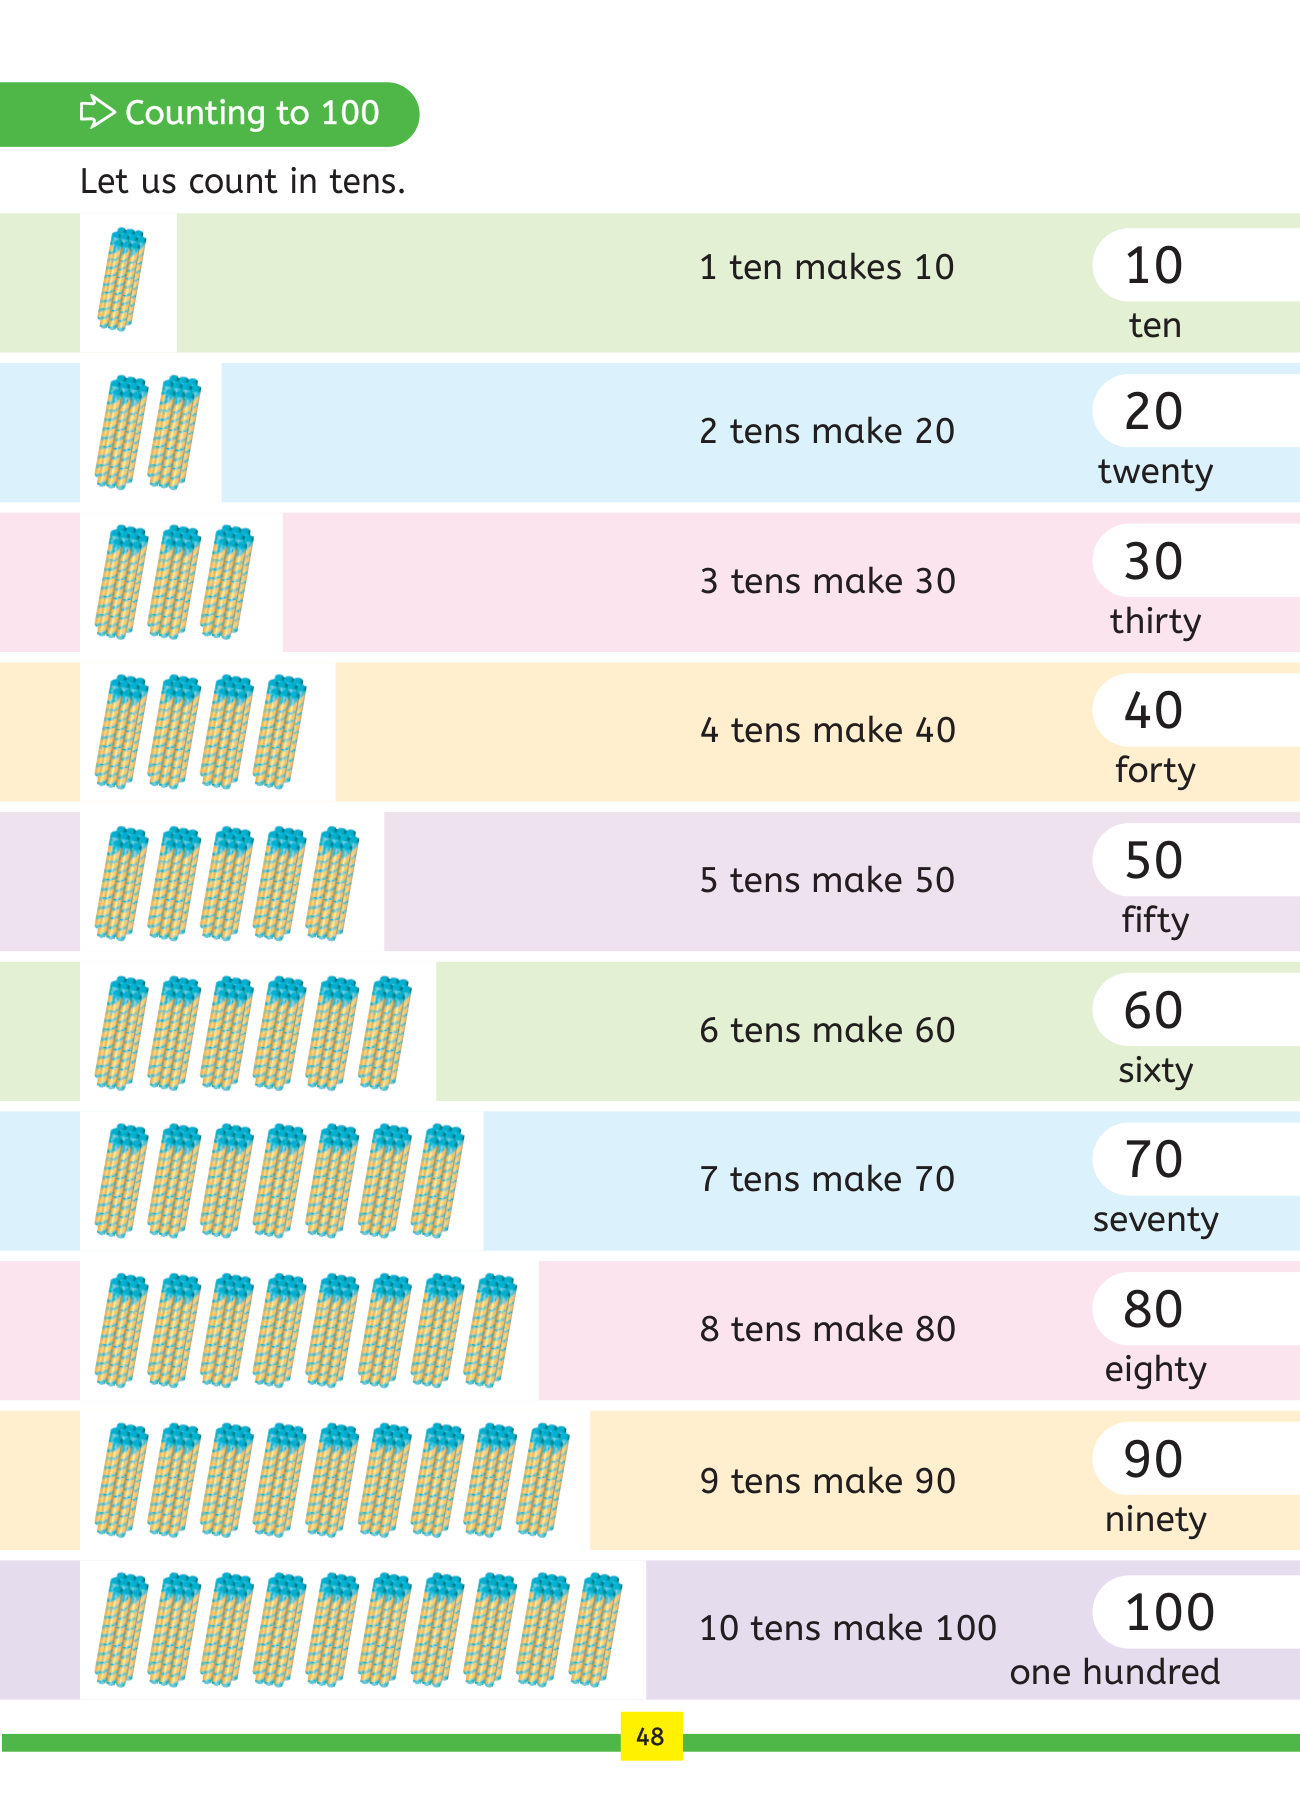 Counting to 100
Let us count in tens.
1 ten makes 10
10
ten
2 tens make 20
20
twenty
3 tens make 30
30
thirty
4 tens make 40
40
forty
5 tens make 50
50
fifty
6 tens make 60
60
sixty
7 tens make 70
70
seventy
8 tens make 80
80
eighty
9 tens make 90
90
ninety
10 tens make 100
100
one hundred
48